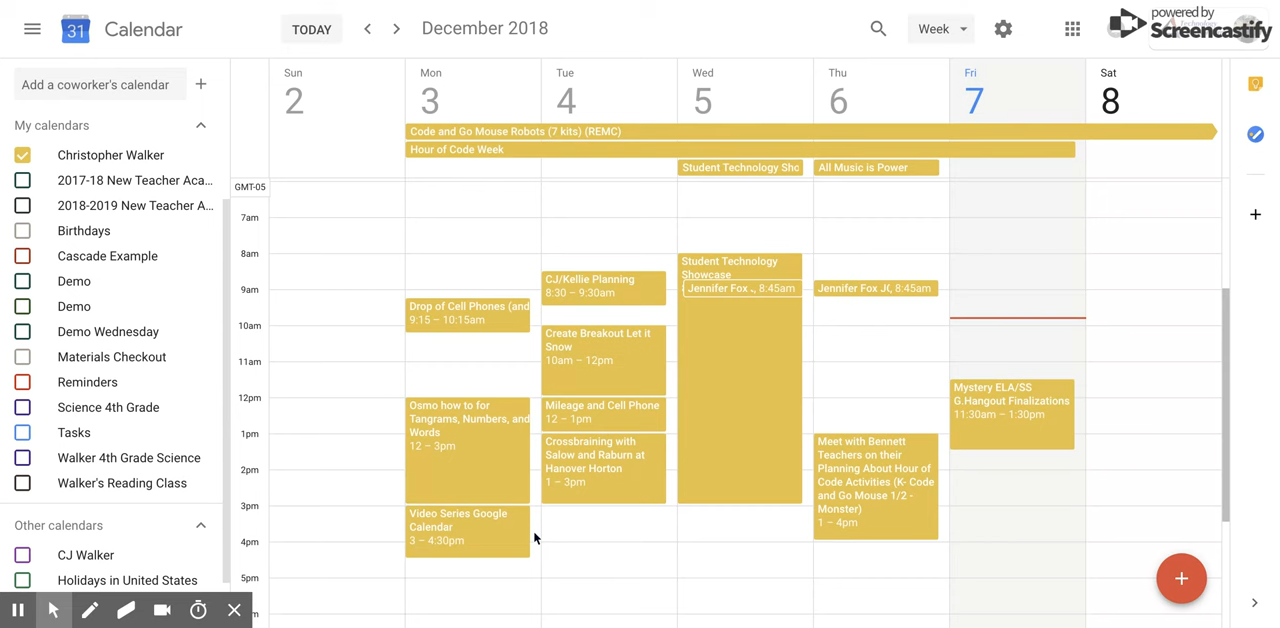 31 Calendar
TODAY
December 2018
Week
powered by
Screencastify
Add a coworker's calendar
My calendars
Christopher Walker
2017-18 New Teacher Aca...
2018-2019 New Teacher A...
Birthdays
Cascade Example
Demo
Demo
Demo Wednesday
Materials Checkout
Reminders
Science 4th Grade
Tasks
Walker 4th Grade Science
Walker's Reading Class
Other calendars
CJ Walker
Holidays in United States
Sun
2
Mon
3
Tue
4
Wed
5
Thu
6
Fri
7
Sat
8
Code and Go Mouse Robots (7 kits) (REMC)
Hour of Code Week
Student Technology Sho
All Music is Power
GMT-05
7am
8am
9am
10am
11am
12pm
1pm
2pm
3pm
4pm
5pm
Drop of Cell Phones (and
9:15 – 10:15am
Osmo how to for
Tangrams, Numbers, and
Words
12 – 3pm
Video Series Google
Calendar
3 – 4:30pm
CJ/Kellie Planning
8:30 – 9:30am
Create Breakout Let it
Snow
10am – 12pm
Mileage and Cell Phone
12 – 1pm
Crossbraining with
Salow and Raburn at
Hanover Horton
1 – 3pm
Student Technology
Showcase
Jennifer Fox ., 8:45am
Jennifer Fox J(, 8:45am
Meet with Bennett
Teachers on their
Planning About Hour of
Code Activities (K- Code
and Go Mouse 1/2 -
Monster)
1 – 4pm
Mystery ELA/SS
G.Hangout Finalizations
11:30am – 1:30pm